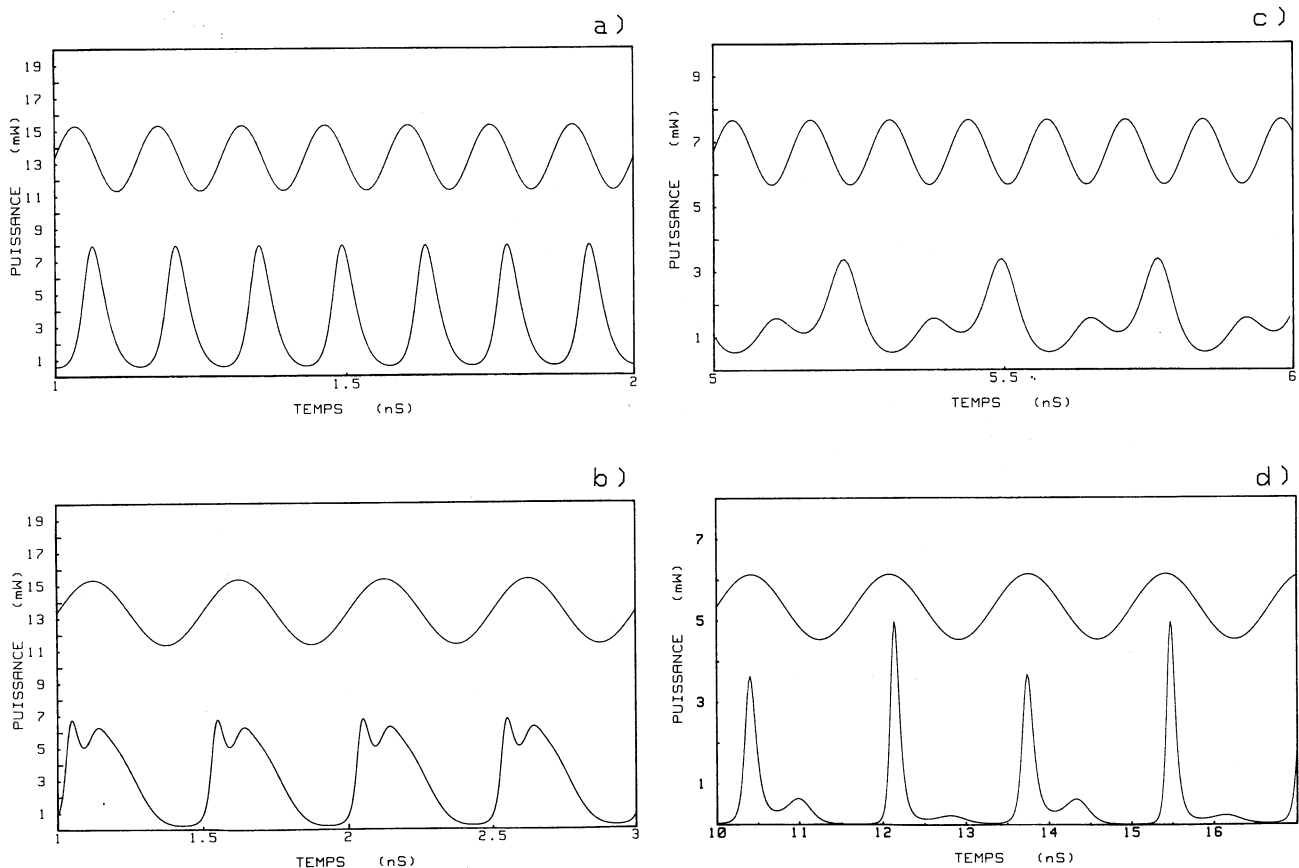 a)
PUISSANCE (mW)
19
17
15
13
11
9
7
5
3
1
1 1.5 2
TEMPS (nS)
c)
PUISSANCE (mW)
9
7
5
3
1
5 5.5 6
TEMPS (nS)
b)
PUISSANCE (mW)
19
17
15
13
11
9
7
5
3
1
1 1.5 2 2.5 3
TEMPS (nS)
d)
PUISSANCE (mW)
7
5
3
1
10 11 12 13 14 15 16
TEMPS (nS)